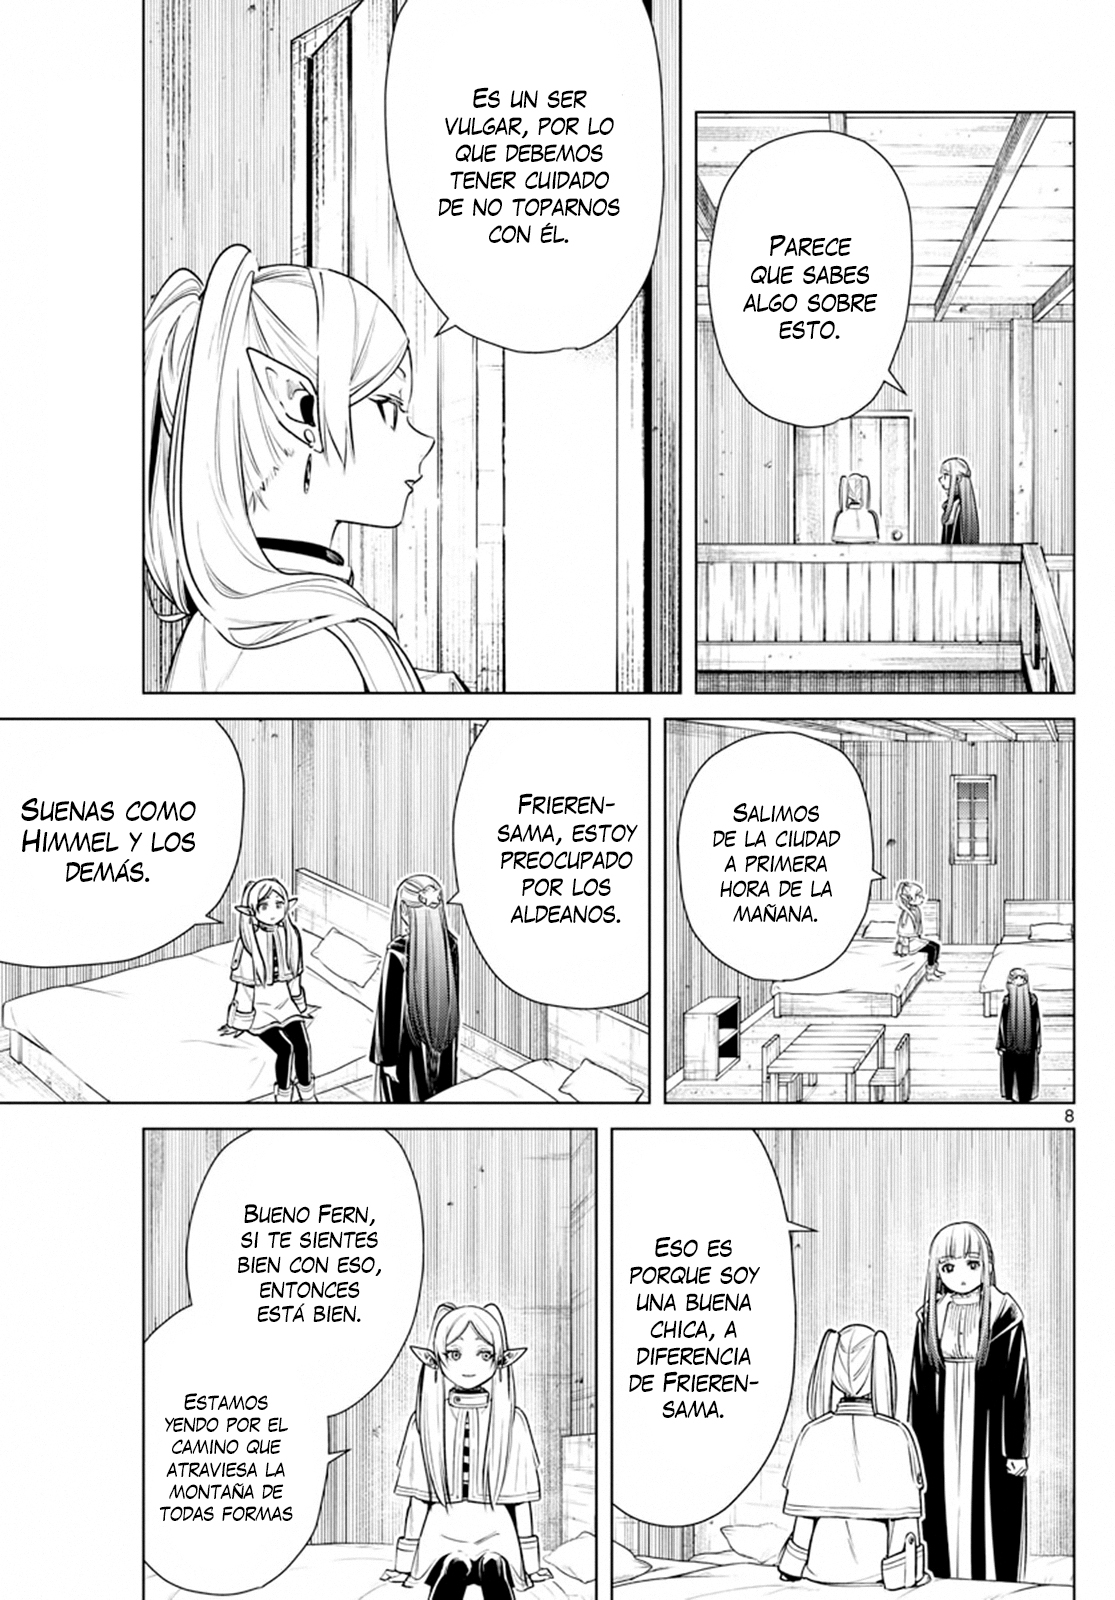 PARECE
QUE SABES
ALGO SOBRE
ESTO.
ES UN SER
VULGAR, POR LO
QUE DEBEMOS
TENER CUIDADO
DE NO TOPARNOS
CON ÉL.
SALIMOS
DE LA CIUDAD
A PRIMERA
HORA DE LA
MAÑANA.
FRIEREN-
SAMA, ESTOY
PREOCUPADO
POR LOS
ALDEANOS.
SUENAS COMO
HIMMEL Y LOS
DEMÁS.
8
ESO ES
PORQUE SOY
UNA BUENA
CHICA, A
DIFERENCIA
DE FRIEREN-
SAMA.
BUENO FERN,
SI TE SIENTES
BIEN CON ESO,
ENTONCES
ESTÁ BIEN.
ESTAMOS
YENDO POR EL
CAMINO QUE
ATRAVIESA LA
MONTAÑA DE
TODAS FORMAS